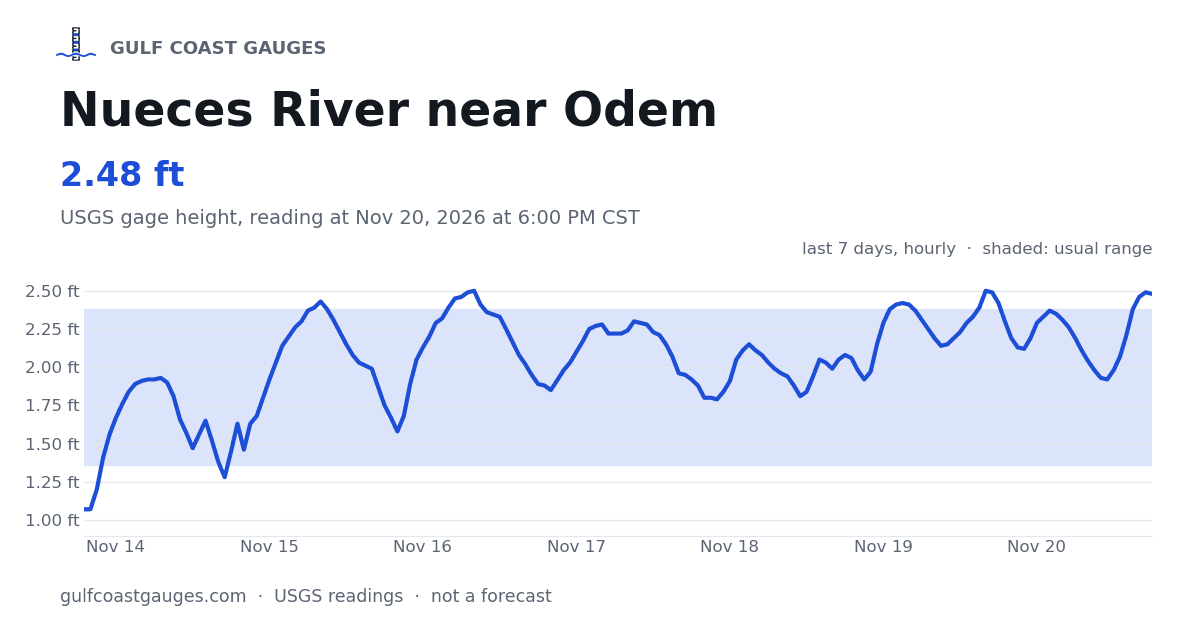 GULF COAST GAUGES
Nueces River near Odem
2.48 ft
USGS gage height, reading at Nov 20, 2026 at 6:00 PM CST
last 7 days, hourly · shaded: usual range
2.50 ft
2.25 ft
2.00 ft
1.75 ft
1.50 ft
1.25 ft
1.00 ft
Nov 14 Nov 15 Nov 16 Nov 17 Nov 18 Nov 19 Nov 20
gulfcoastgauges.com · USGS readings · not a forecast